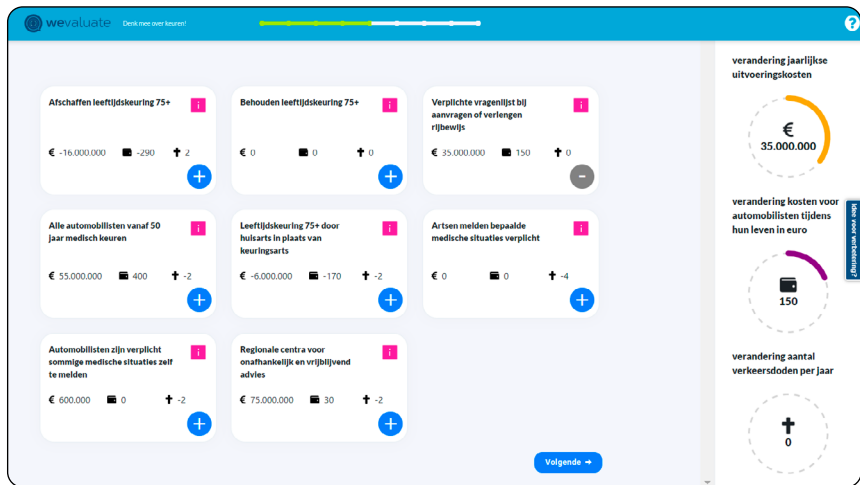 wevaluate Denk mee over keuren! ?
Afschaffen leeftijdskeuring 75+ i
€ -16.000.000 -290 2
+
Behouden leeftijdskeuring 75+ i
€ 0 0 0
+
Verplichte vragenlijst bij
aanvragen of verlengen
rijbewijs
i
€ 35.000.000 150 0
-
Alle automobilisten vanaf 50
jaar medisch keuren
i
€ 55.000.000 400 -2
+
Leeftijdskeuring 75+ door
huisarts in plaats van
keuringsarts
i
€ -6.000.000 -170 -2
+
Artsen melden bepaalde
medische situaties verplicht
i
€ 0 0 -4
+
Automobilisten zijn verplicht
sommige medische situaties zelf
te melden
i
€ 600.000 0 -2
+
Regionale centra voor
onafhankelijk en vrijblijvend
advies
i
€ 75.000.000 30 -2
+
Volgende →
verandering jaarlijkse
uitvoeringskosten
€
35.000.000
verandering kosten voor
automobilisten tijdens
hun leven in euro
150
verandering aantal
verkeersdoden per jaar
0
Idee voor verbetering?